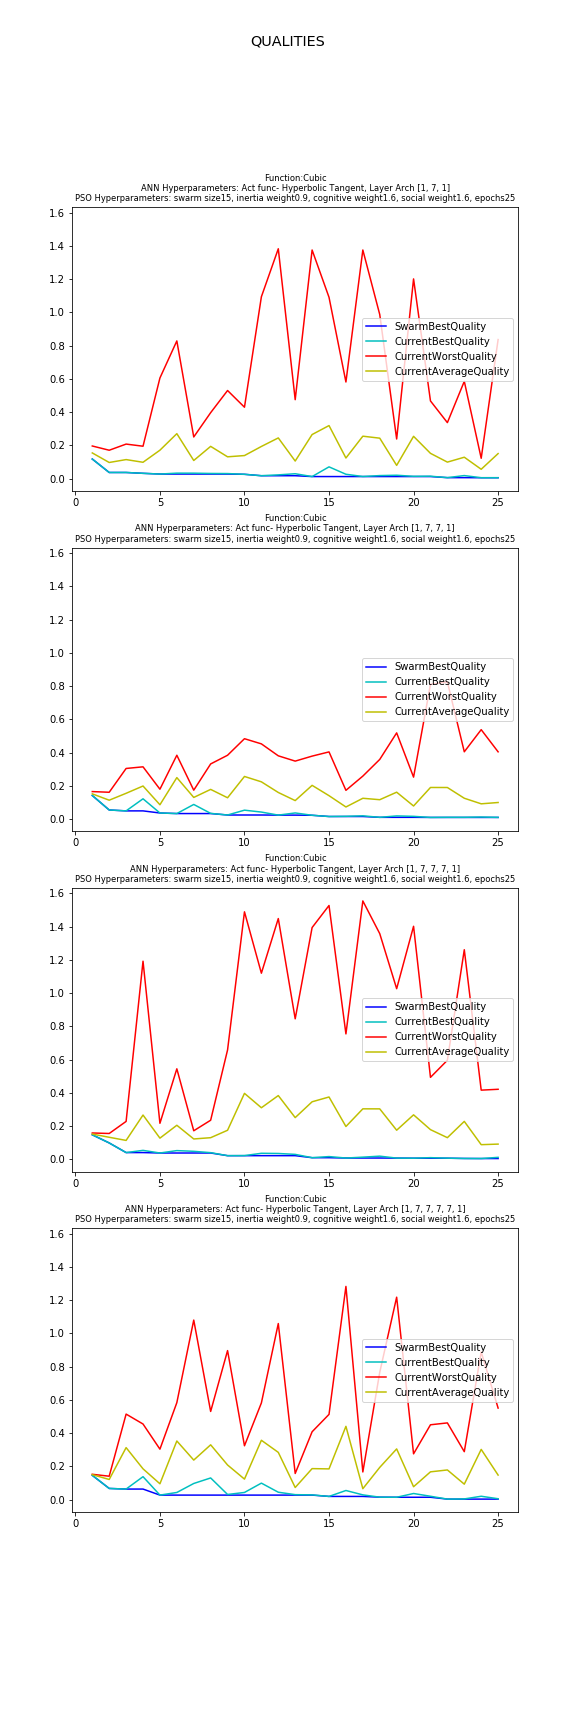 QUALITIES
Function:Cubic
ANN Hyperparameters: Act func- Hyperbolic Tangent, Layer Arch [1, 7, 1]
PSO Hyperparameters: swarm size15, inertia weight0.9, cognitive weight1.6, social weight1.6, epochs25
1.6
1.4
1.2
1.0
0.8
0.6
0.4
0.2
0.0
SwarmBestQuality
CurrentBestQuality
CurrentWorstQuality
CurrentAverageQuality
0 5 10 15 20 25
Function:Cubic
ANN Hyperparameters: Act func- Hyperbolic Tangent, Layer Arch [1, 7, 7, 1]
PSO Hyperparameters: swarm size15, inertia weight0.9, cognitive weight1.6, social weight1.6, epochs25
1.6
1.4
1.2
1.0
0.8
0.6
0.4
0.2
0.0
SwarmBestQuality
CurrentBestQuality
CurrentWorstQuality
CurrentAverageQuality
0 5 10 15 20 25
Function:Cubic
ANN Hyperparameters: Act func- Hyperbolic Tangent, Layer Arch [1, 7, 7, 7, 1]
PSO Hyperparameters: swarm size15, inertia weight0.9, cognitive weight1.6, social weight1.6, epochs25
1.6
1.4
1.2
1.0
0.8
0.6
0.4
0.2
0.0
SwarmBestQuality
CurrentBestQuality
CurrentWorstQuality
CurrentAverageQuality
0 5 10 15 20 25
Function:Cubic
ANN Hyperparameters: Act func- Hyperbolic Tangent, Layer Arch [1, 7, 7, 7, 7, 1]
PSO Hyperparameters: swarm size15, inertia weight0.9, cognitive weight1.6, social weight1.6, epochs25
1.6
1.4
1.2
1.0
0.8
0.6
0.4
0.2
0.0
SwarmBestQuality
CurrentBestQuality
CurrentWorstQuality
CurrentAverageQuality
0 5 10 15 20 25